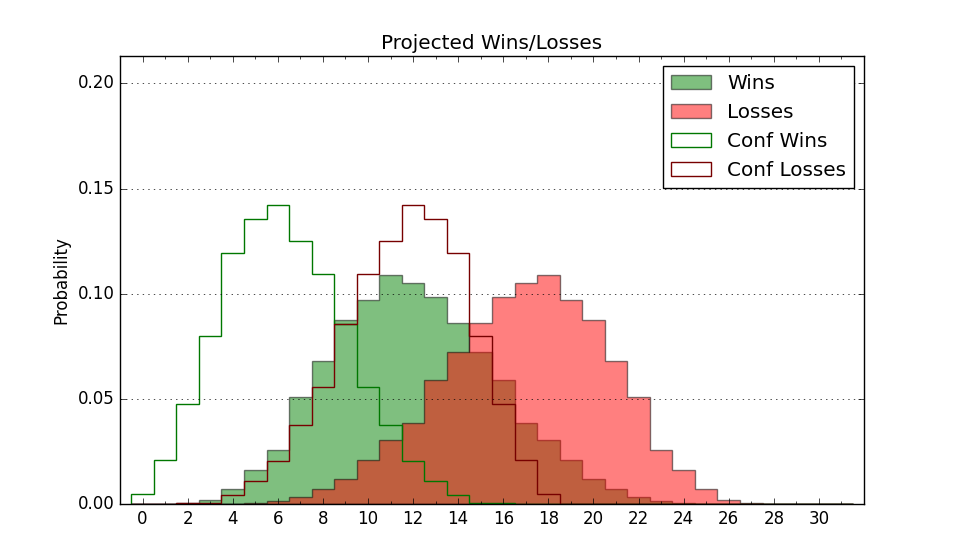 Projected Wins/Losses
Wins
Losses
Conf Wins
Conf Losses
Probability
0.20
0.15
0.10
0.05
0.00
0 2 4 6 8 10 12 14 16 18 20 22 24 26 28 30